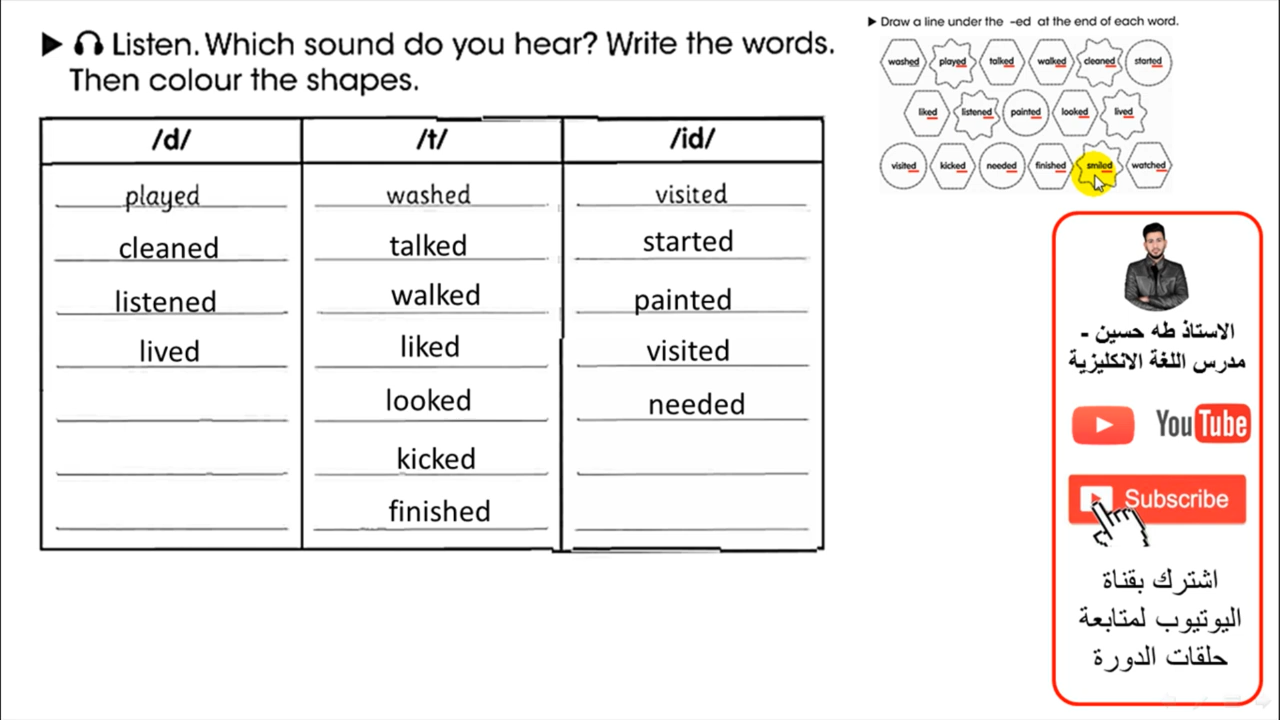 ► Listen. Which sound do you hear? Write the words.
Then colour the shapes.
/d/ /t/ /id/
played washed visited
cleaned talked started
listened walked painted
lived liked visited
looked needed
kicked
finished
► Draw a line under the –ed at the end of each word.
washed played talked walked cleaned started
liked listened painted looked lived
visited kicked needed finished smiled watched
الاستاذ طه حسين -
مدرس اللغة الانكليزية
YouTube
Subscribe
اشترك بقناة
اليوتيوب لمتابعة
حلقات الدورة